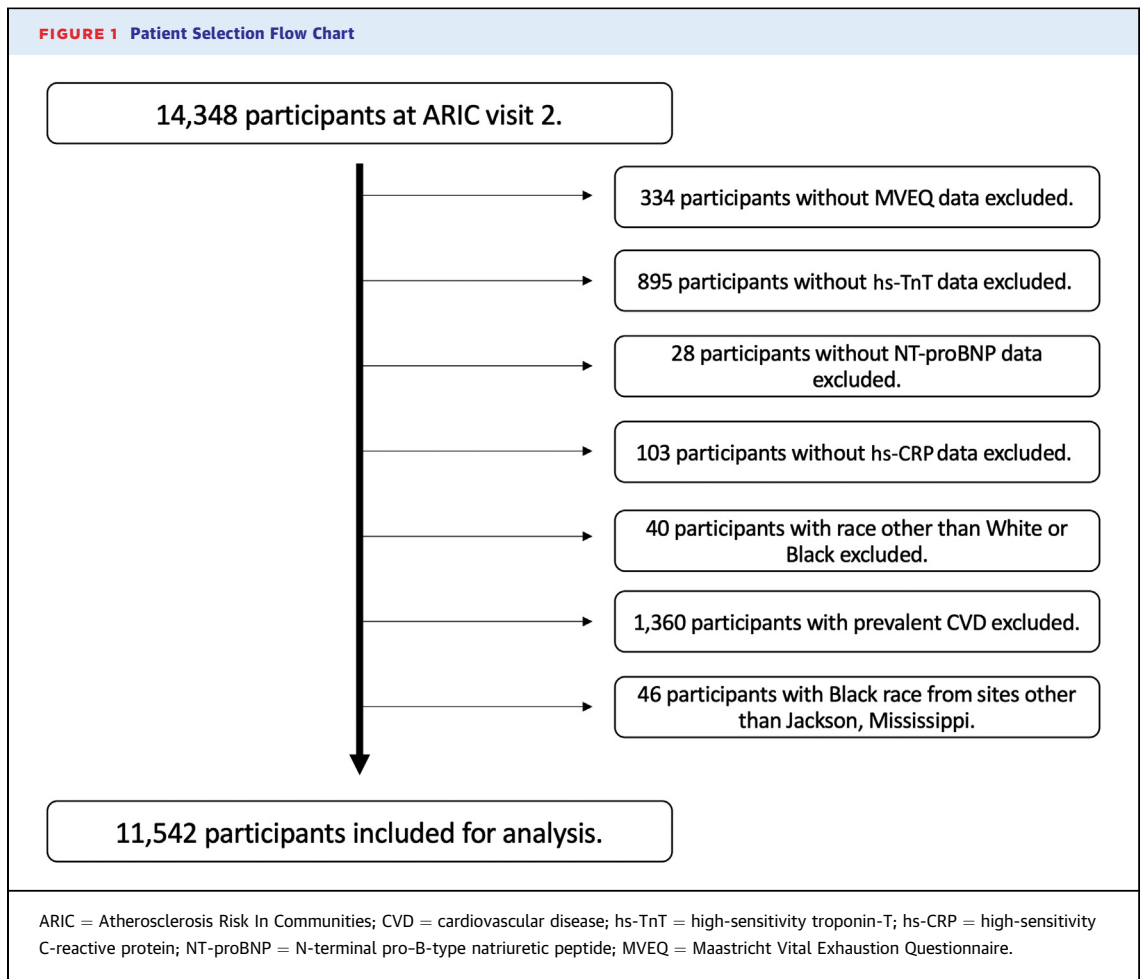 FIGURE 1 Patient Selection Flow Chart
14,348 participants at ARIC visit 2.
334 participants without MVEQ data excluded.
895 participants without hs-TnT data excluded.
28 participants without NT-proBNP data
excluded.
103 participants without hs-CRP data excluded.
40 participants with race other than White or
Black excluded.
1,360 participants with prevalent CVD excluded.
46 participants with Black race from sites other
than Jackson, Mississippi.
11,542 participants included for analysis.
ARIC = Atherosclerosis Risk In Communities; CVD = cardiovascular disease; hs-TnT = high-sensitivity troponin-T; hs-CRP = high-sensitivity
C-reactive protein; NT-proBNP = N-terminal pro-B-type natriuretic peptide; MVEQ = Maastricht Vital Exhaustion Questionnaire.